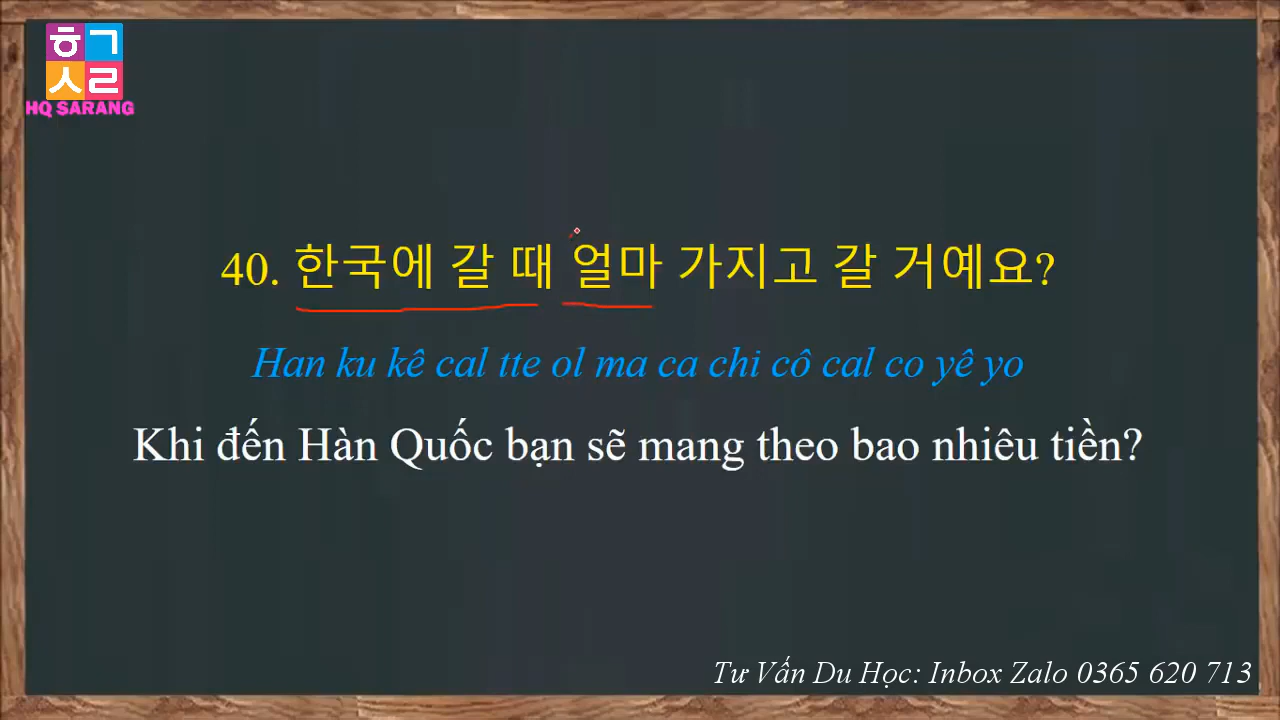 ㅎㄱ
ㅅㄹ
HQ SARANG
40. 한국에 갈 때 얼마 가지고 갈 거예요?
Han ku kê cal tte ol ma ca chi cô cal co yê yo
Khi đến Hàn Quốc bạn sẽ mang theo bao nhiêu tiền?
Tư Vấn Du Học: Inbox Zalo 0365 620 713